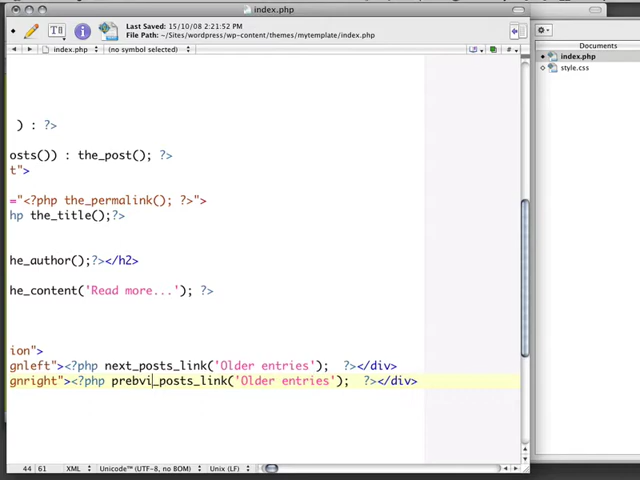 index.php
Last Saved: 15/10/08 2:21:52 PM
File Path: ~/Sites/wordpress/wp-content/themes/mytemplate/index.php
index.php
(no symbol selected)
#
Documents
index.php
style.css
) : ?>
osts()) : the_post(); ?>
t">
="<?php the_permalink(); ?>">
hp the_title();?>
he_author();?></h2>
he_content('Read more...'); ?>
ion">
gnleft"><?php next_posts_link('Older entries');  ?></div>
gnright"><?php prebvi_posts_link('Older entries');  ?></div>
44 61 XML Unicode™ (UTF-8, no BOM) Unix (LF)